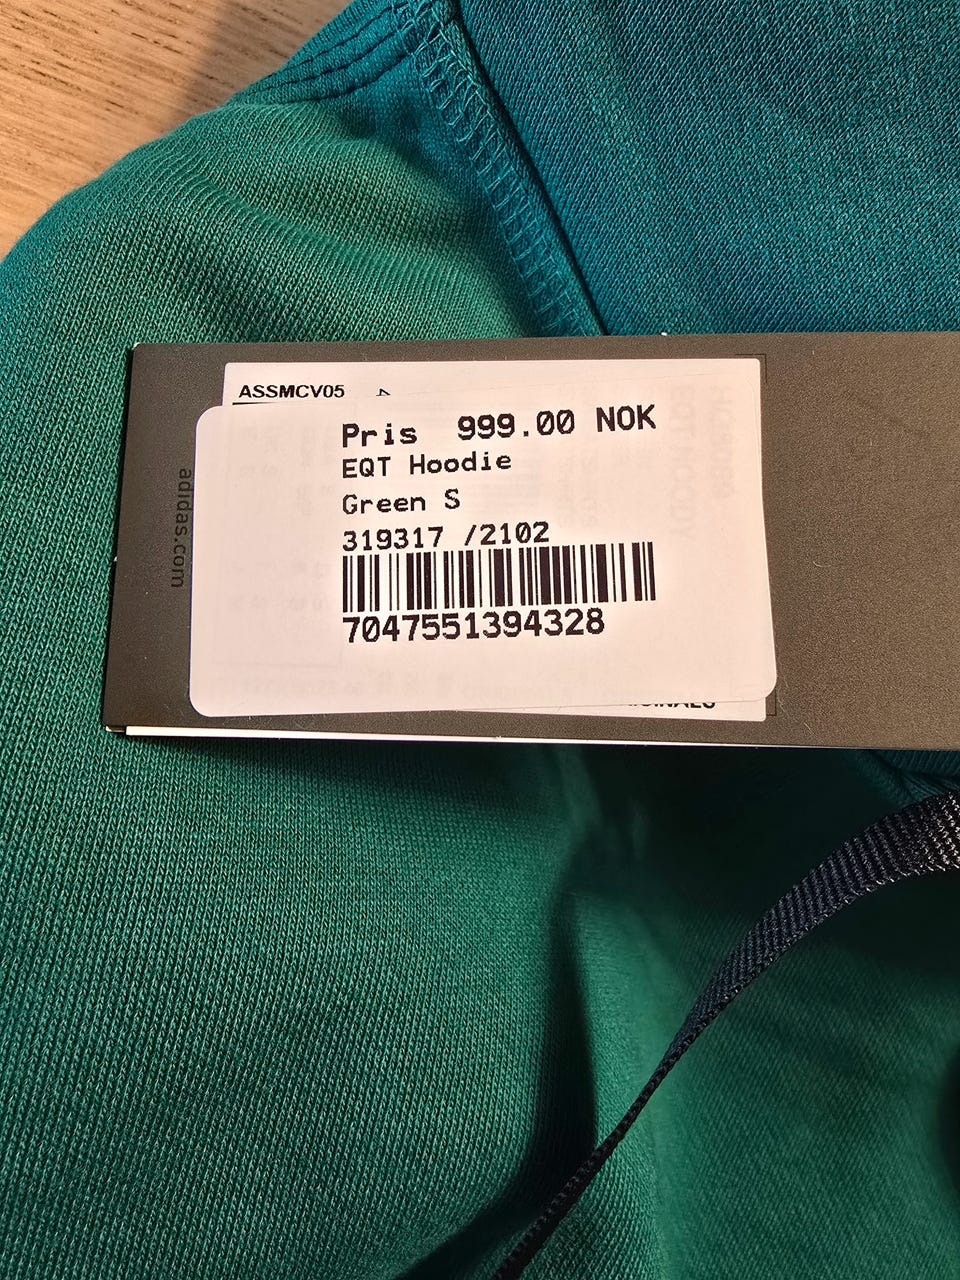 ASSMCV05
Pris 999.00 NOK
EQT Hoodie
Green S
319317 /2102
7047551394328
adidas.com